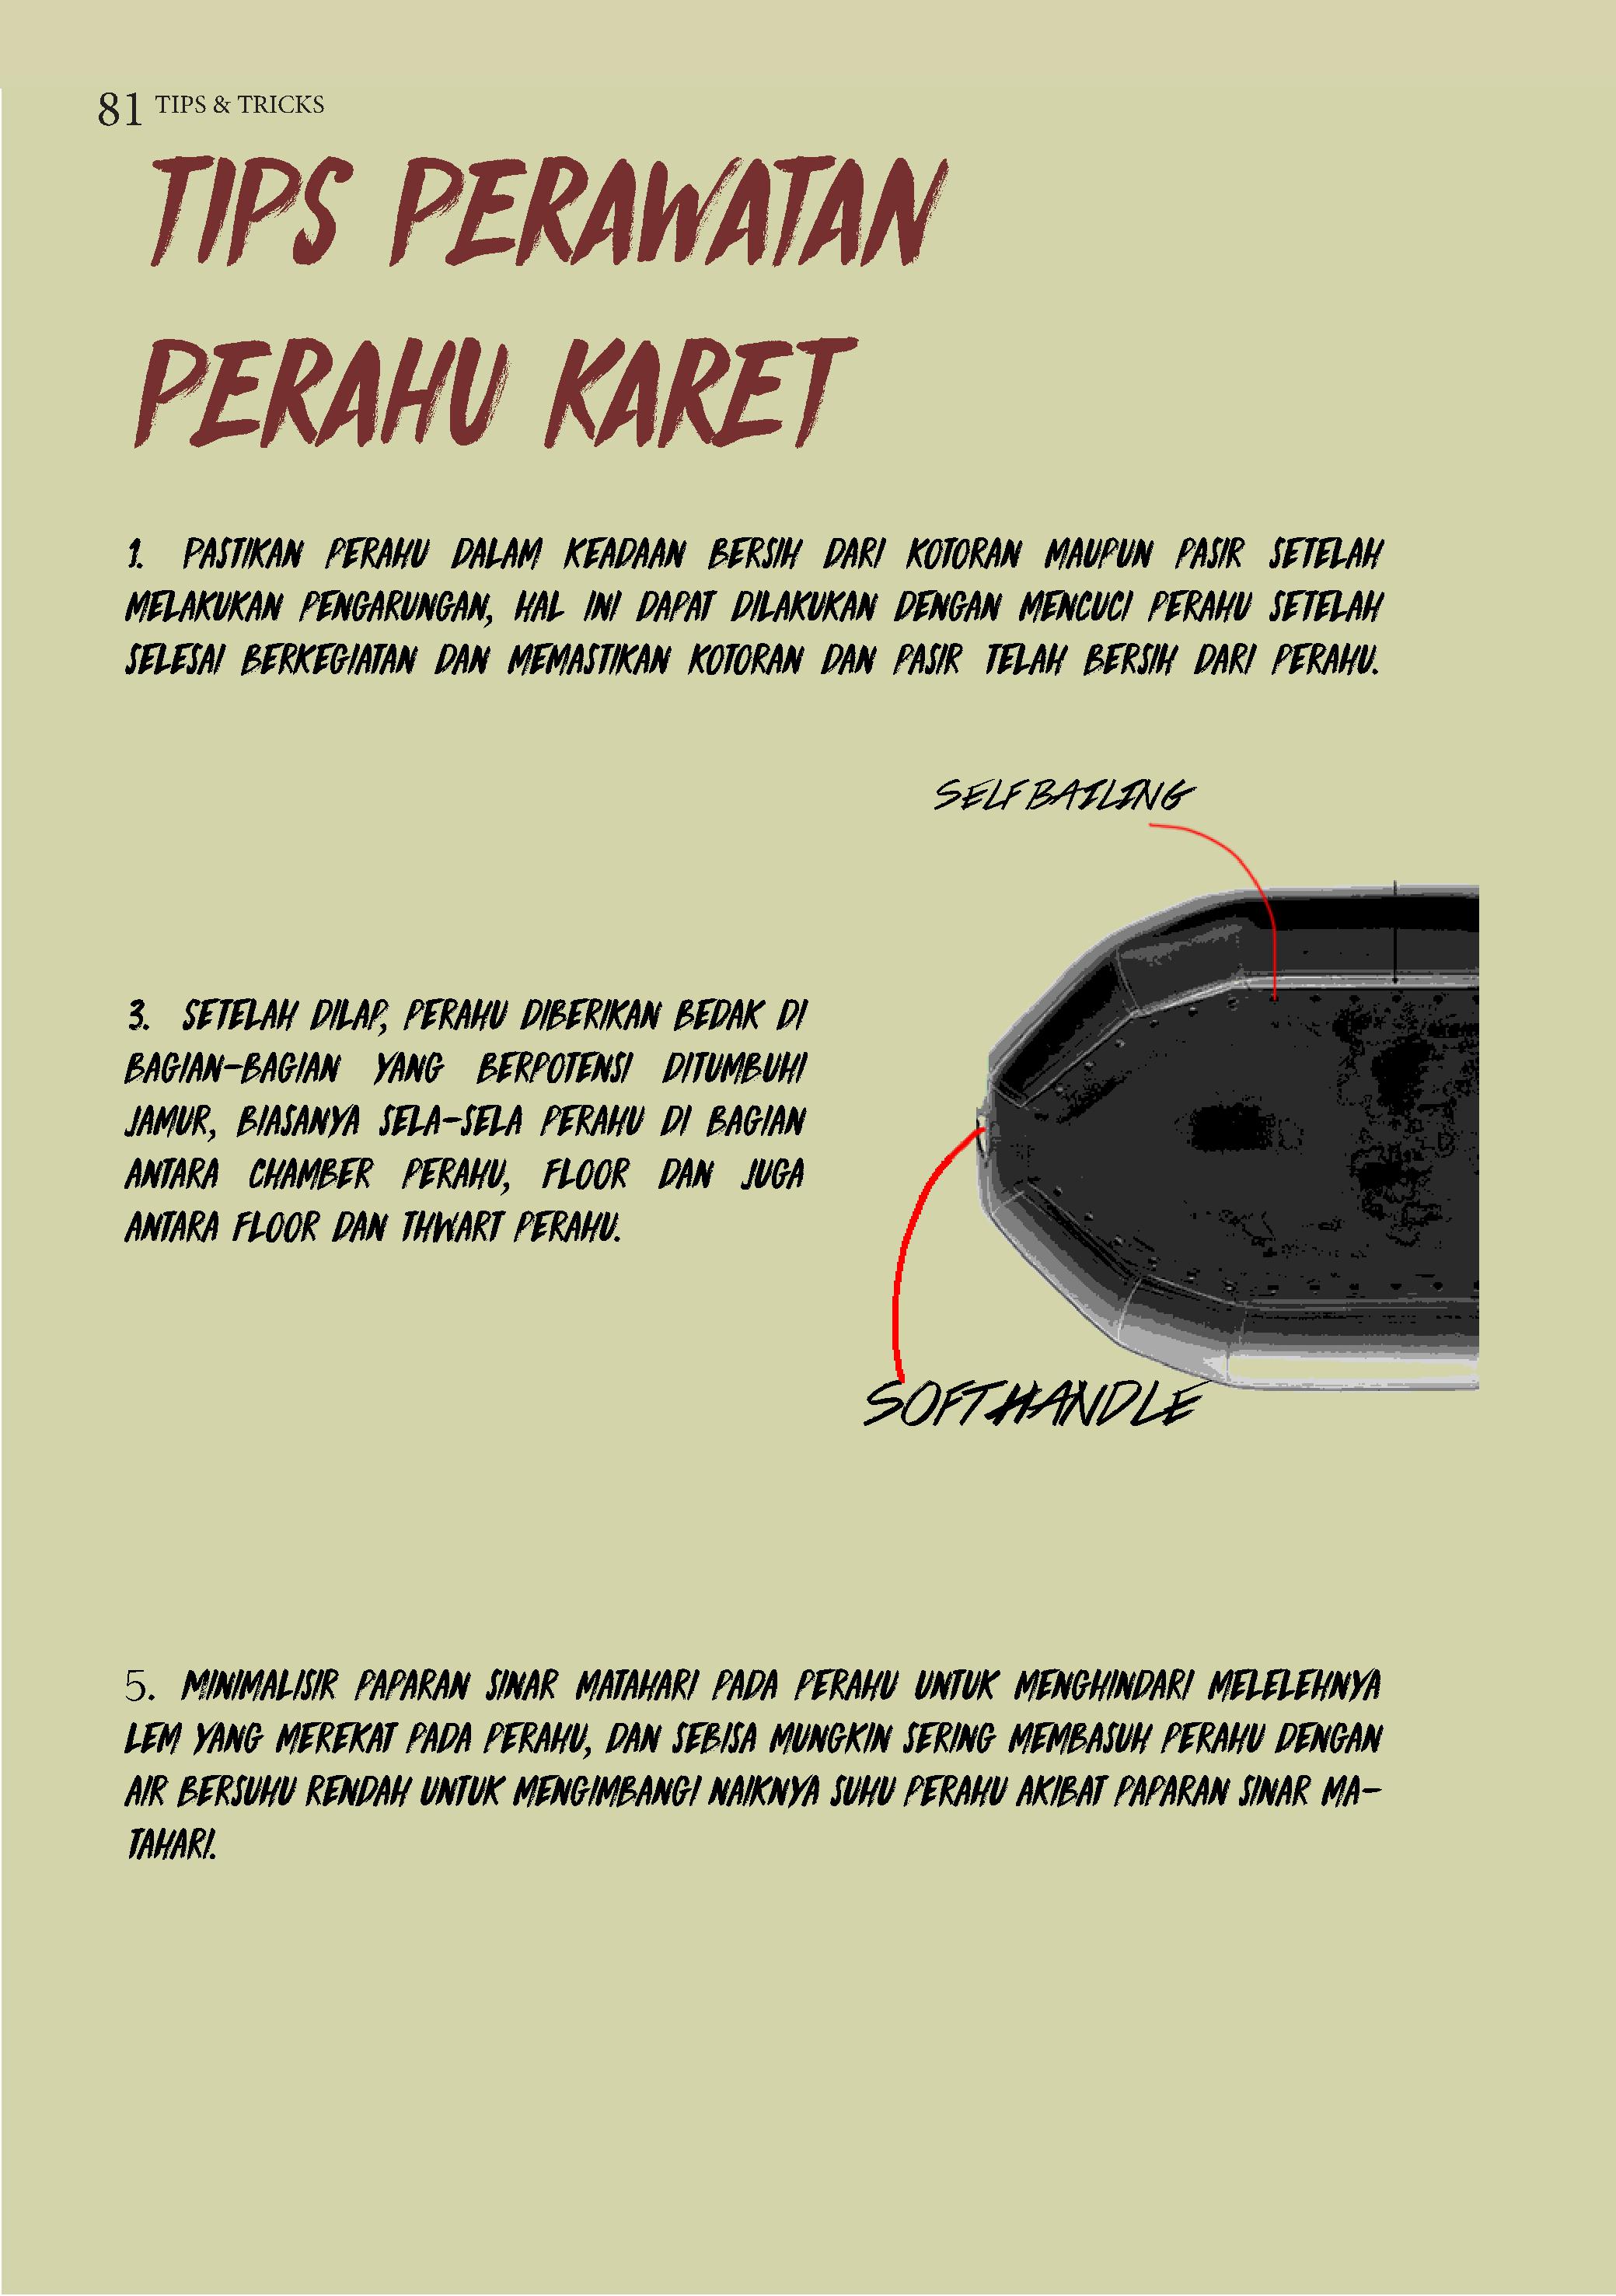 81 TIPS & TRICKS
TIPS PERAWATAN
PERAHU KARET
1. PASTIKAN PERAHU DALAM KEADAAN BERSIH DARI KOTORAN MAUPUN PASIR SETELAH
MELAKUKAN PENGARUNGAN, HAL INI DAPAT DILAKUKAN DENGAN MENCUCI PERAHU SETELAH
SELESAI BERKEGIATAN DAN MEMASTIKAN KOTORAN DAN PASIR TELAH BERSIH DARI PERAHU.
SELF BAILING
3. SETELAH DILAP, PERAHU DIBERIKAN BEDAK DI
BAGIAN-BAGIAN YANG BERPOTENSI DITUMBUHI
JAMUR, BIASANYA SELA-SELA PERAHU DI BAGIAN
ANTARA CHAMBER PERAHU, FLOOR DAN JUGA
ANTARA FLOOR DAN THWART PERAHU.
SOFTHANDLE
5. MINIMALISIR PAPARAN SINAR MATAHARI PADA PERAHU UNTUK MENGHINDARI MELELEHNYA
LEM YANG MEREKAT PADA PERAHU, DAN SEBISA MUNGKIN SERING MEMBASUH PERAHU DENGAN
AIR BERSUHU RENDAH UNTUK MENGIMBANGI NAIKNYA SUHU PERAHU AKIBAT PAPARAN SINAR MA-
TAHARI.